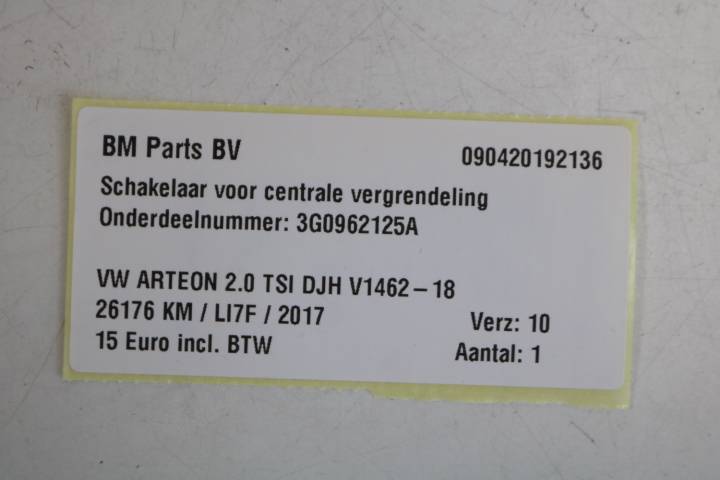 BM Parts BV 090420192136
Schakelaar voor centrale vergrendeling
Onderdeelnummer: 3G0962125A
VW ARTEON 2.0 TSI DJH V1462-18
26176 KM / LI7F / 2017 Verz: 10
15 Euro incl. BTW Aantal: 1